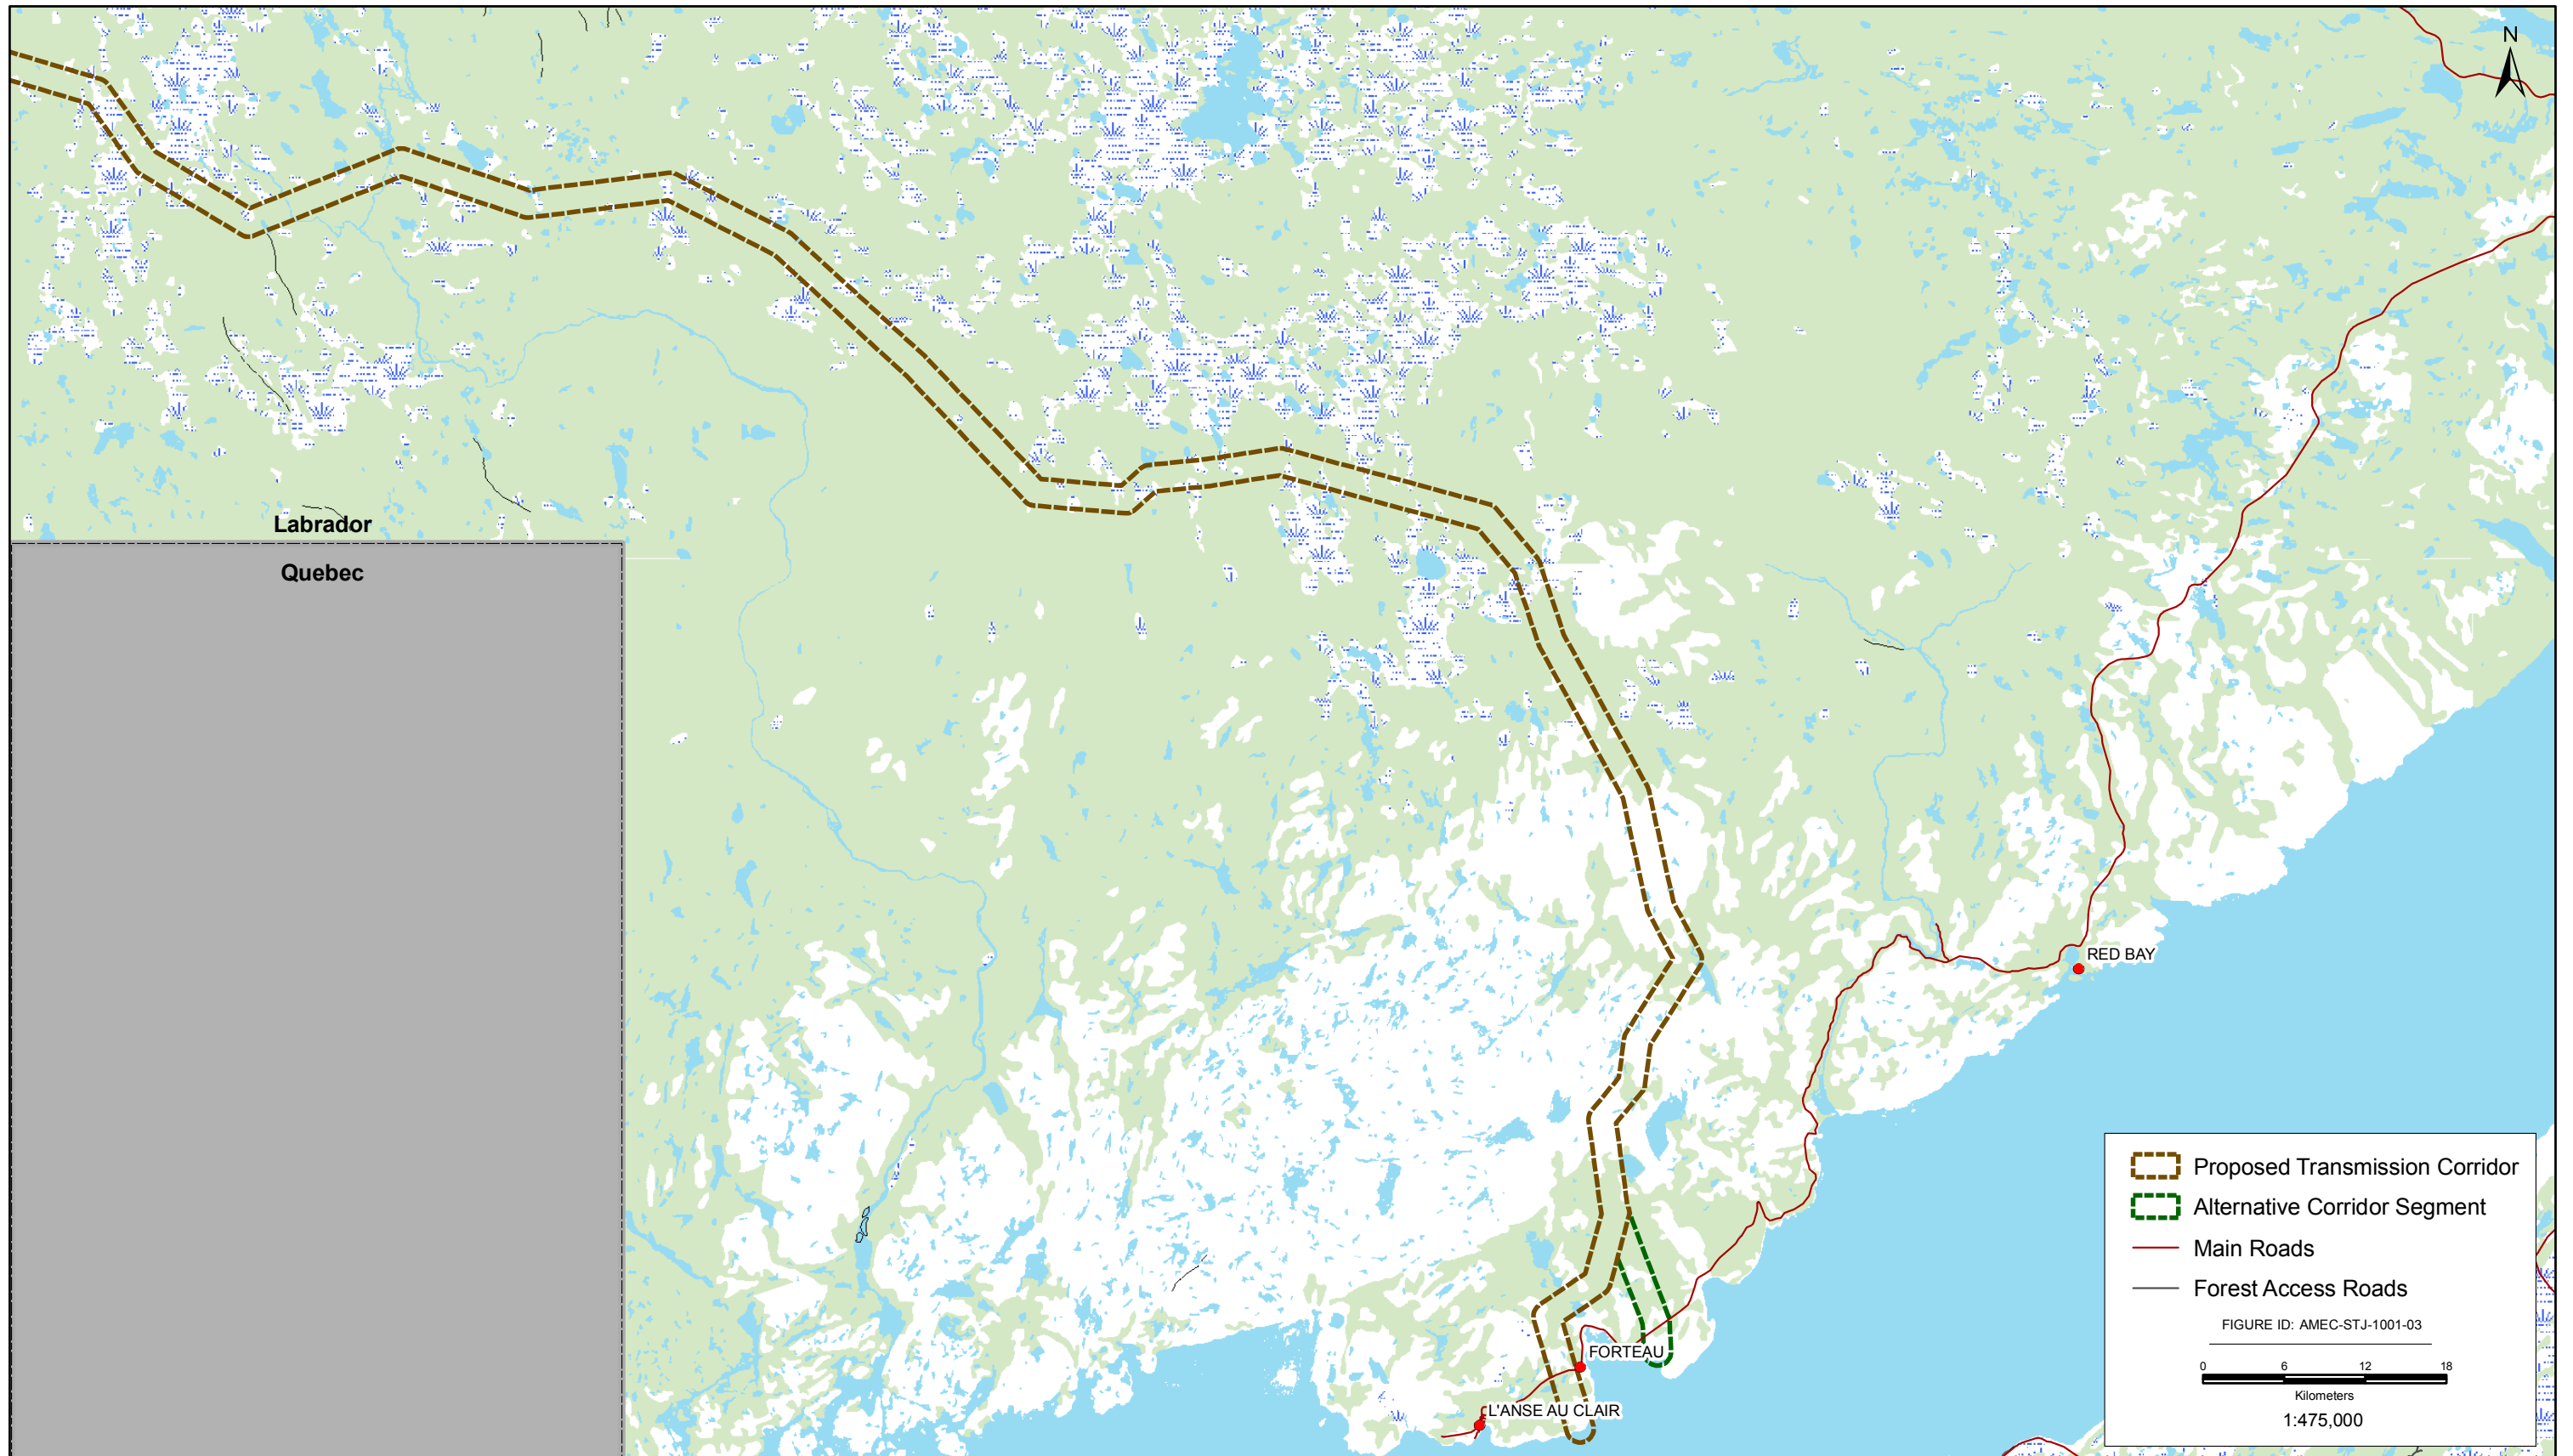 N
Labrador
Quebec
RED BAY
FORTEAU
L'ANSE AU CLAIR
Proposed Transmission Corridor
Alternative Corridor Segment
Main Roads
Forest Access Roads
FIGURE ID: AMEC-STJ-1001-03
0 6 12 18
Kilometers
1:475,000